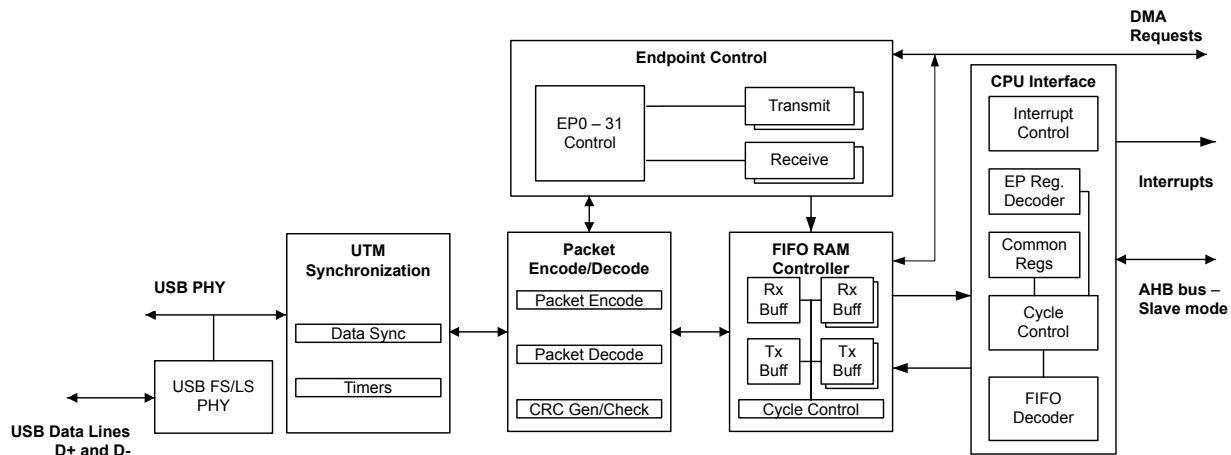 DMA
Requests
Endpoint Control
EP0 – 31
Control
Transmit
Receive
CPU Interface
Interrupt
Control
EP Reg.
Decoder
Common
Regs
Cycle
Control
FIFO
Decoder
Interrupts
AHB bus –
Slave mode
UTM
Synchronization
Data Sync
Timers
Packet
Encode/Decode
Packet Encode
Packet Decode
CRC Gen/Check
FIFO RAM
Controller
Rx
Buff
Rx
Buff
Tx
Buff
Tx
Buff
Cycle Control
USB PHY
USB FS/LS
PHY
USB Data Lines
D+ and D-